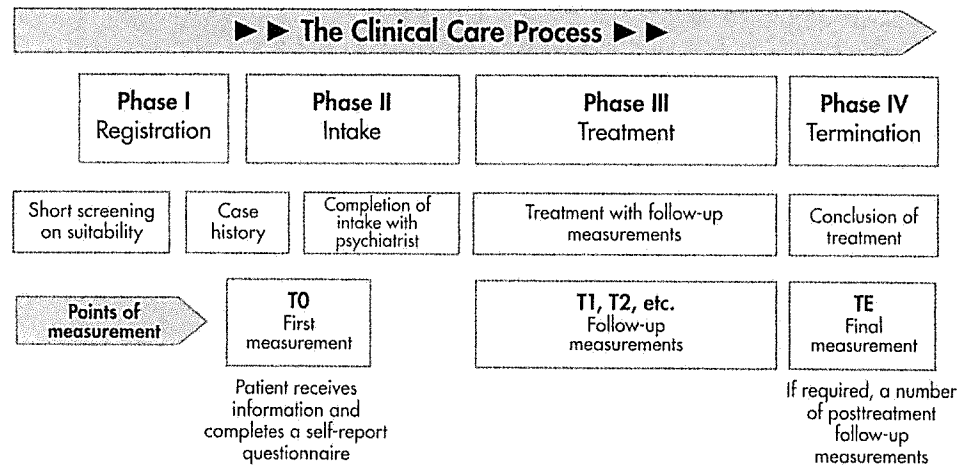 ►► The Clinical Care Process ►►
Phase I
Registration
Phase II
Intake
Phase III
Treatment
Phase IV
Termination
Short screening
on suitability
Case
history
Completion of
intake with
psychiatrist
Treatment with follow-up
measurements
Conclusion of
treatment
Points of
measurement
T0
First
measurement
T1, T2, etc.
Follow-up
measurements
TE
Final
measurement
Patient receives
information and
completes a self-report
questionnaire
If required, a number
of posttreatment
follow-up
measurements